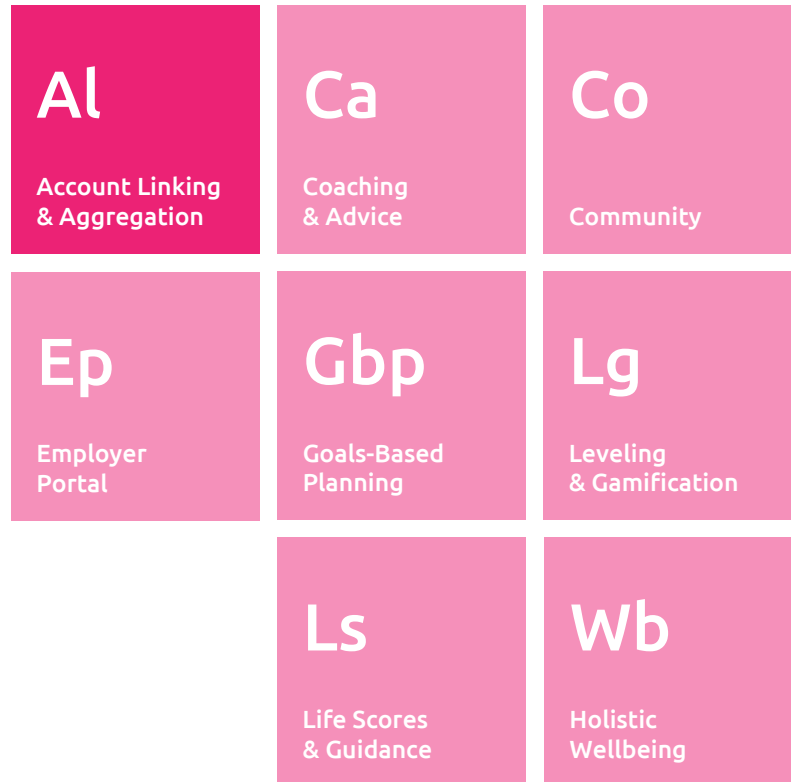 Al
Account Linking
& Aggregation
Ca
Coaching
& Advice
Co
Community
Ep
Employer
Portal
Gbp
Goals-Based
Planning
Lg
Leveling
& Gamification
Ls
Life Scores
& Guidance
Wb
Holistic
Wellbeing